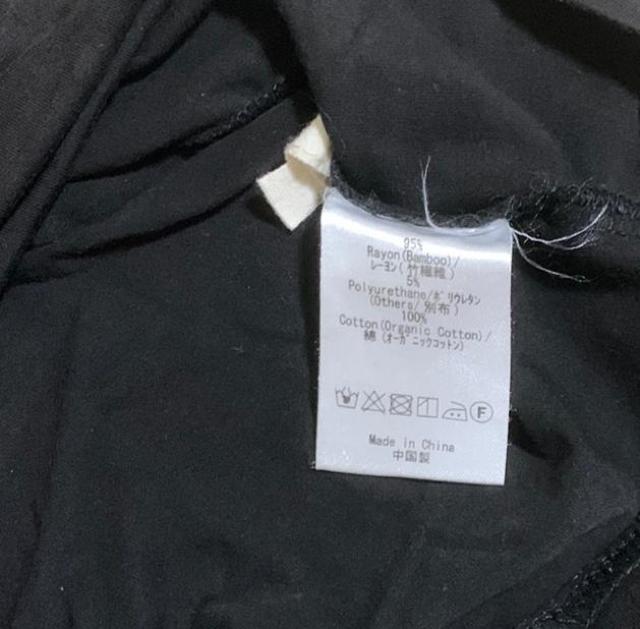 95%
Rayon(Bamboo)/
レーヨン(竹繊維)
5%
Polyurethane/ポリウレタン
(Others/別布)
100%
Cotton(Organic Cotton)/
綿(オーガニックコットン)
F
Made in China
中国製